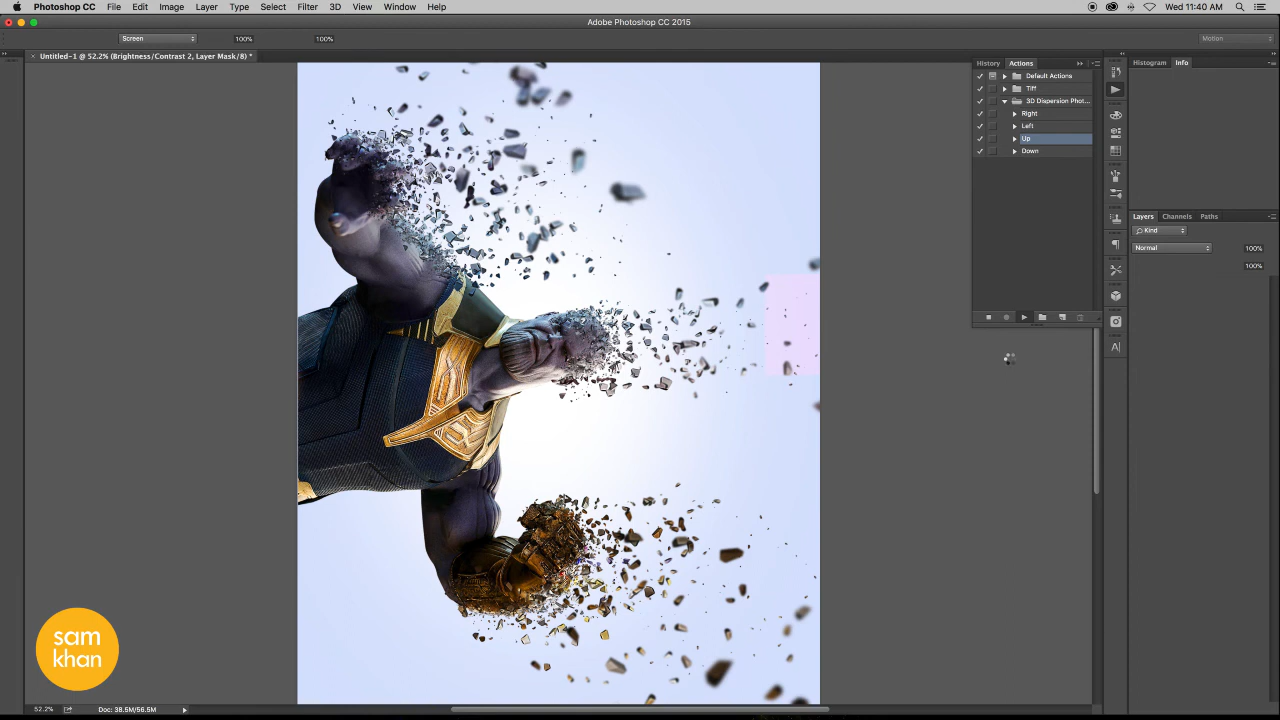 Photoshop CC File Edit Image Layer Type Select Filter 3D View Window Help Wed 11:40 AM
Adobe Photoshop CC 2015
Screen 100% 100% Motion
× Untitled-1 @ 52.2% (Brightness/Contrast 2, Layer Mask/8) *
History Actions
Default Actions
Tiff
3D Dispersion Phot...
Right
Left
Up
Down
Histogram Info
Layers Channels Paths
Kind
Normal 100%
100%
sam
khan
52.2% Doc: 38.5M/56.5M